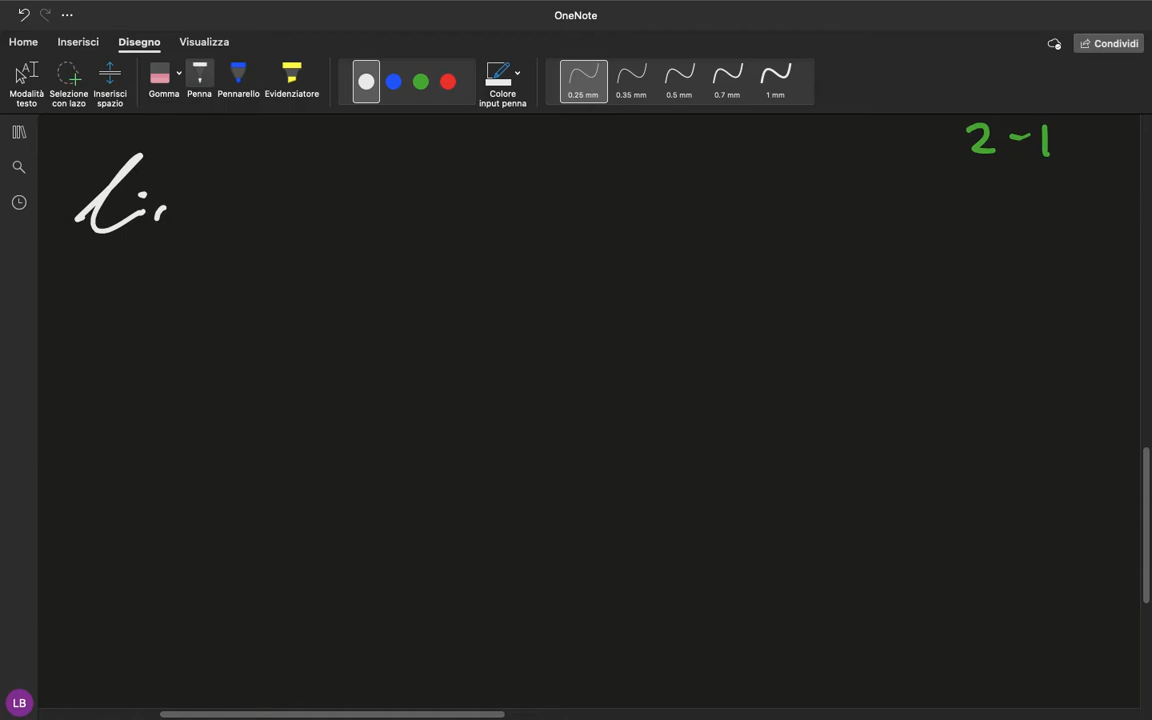 OneNote
Home Inserisci Disegno Visualizza
Condividi
Modalità testo
Selezione con lazo
Inserisci spazio
Gomma
Penna
Pennarello
Evidenziatore
Colore input penna
0.25 mm
0.35 mm
0.5 mm
0.7 mm
1 mm
2 - 1
LB